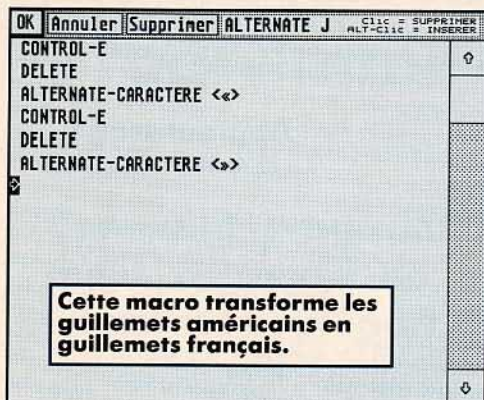 OK Annuler Supprimer ALTERNATE J Clic = SUPPRIMER
ALT-Clic = INSERER
CONTROL-E
DELETE
ALTERNATE-CARACTERE <«>
CONTROL-E
DELETE
ALTERNATE-CARACTERE <»>
Cette macro transforme les
guillemets américains en
guillemets français.